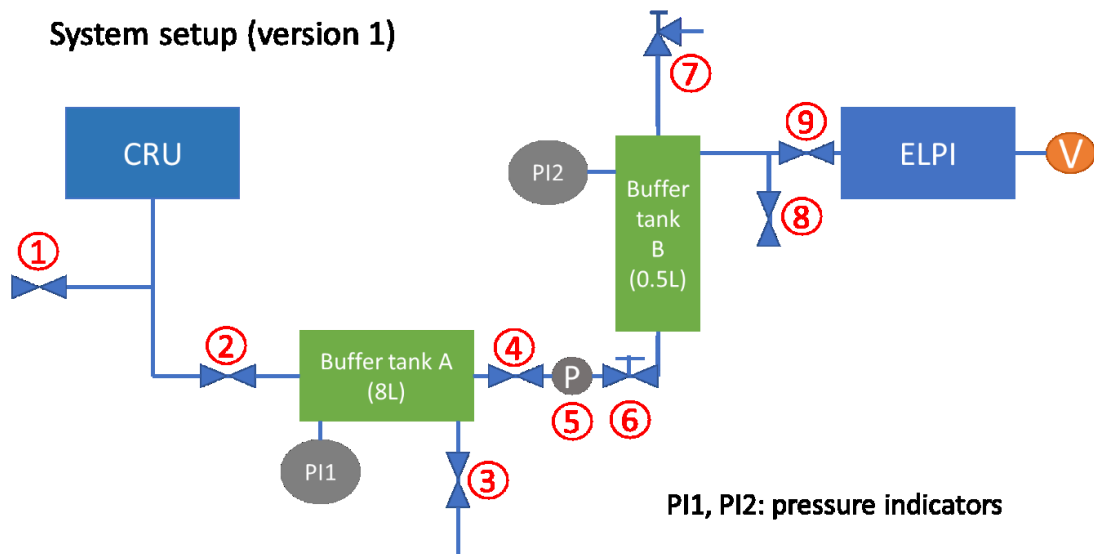 System setup (version 1)
⑦
CRU
⑨
ELPI
V
PI2
Buffer
tank
B
(0.5L)
⑧
①
②
④
Buffer tank A
(8L)
P
⑤
⑥
PI1
③
PI1, PI2: pressure indicators